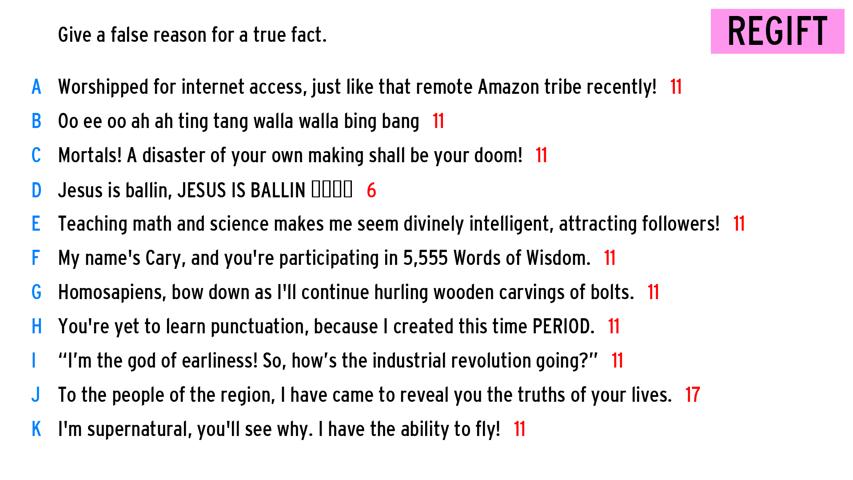 REGIFT
Give a false reason for a true fact.
A Worshipped for internet access, just like that remote Amazon tribe recently! 11
B Oo ee oo ah ah ting tang walla walla bing bang 11
C Mortals! A disaster of your own making shall be your doom! 11
D Jesus is ballin, JESUS IS BALLIN ▯▯▯▯ 6
E Teaching math and science makes me seem divinely intelligent, attracting followers! 11
F My name's Cary, and you're participating in 5,555 Words of Wisdom. 11
G Homosapiens, bow down as I'll continue hurling wooden carvings of bolts. 11
H You're yet to learn punctuation, because I created this time PERIOD. 11
I “I’m the god of earliness! So, how’s the industrial revolution going?” 11
J To the people of the region, I have came to reveal you the truths of your lives. 17
K I'm supernatural, you'll see why. I have the ability to fly! 11